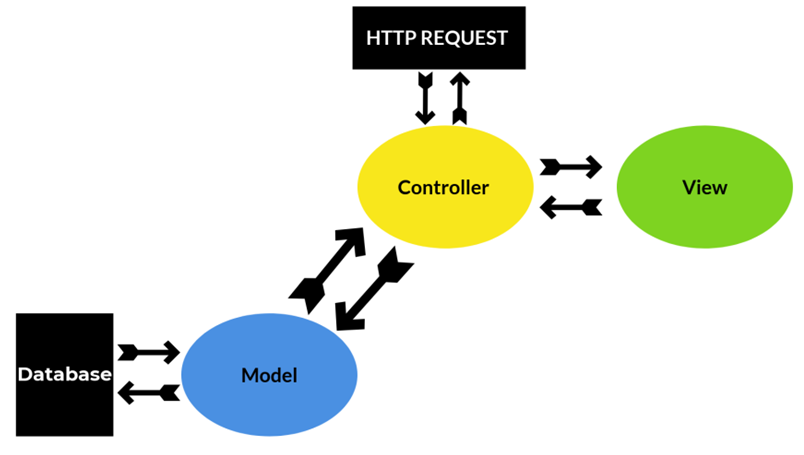 HTTP REQUEST
Controller
View
Database
Model